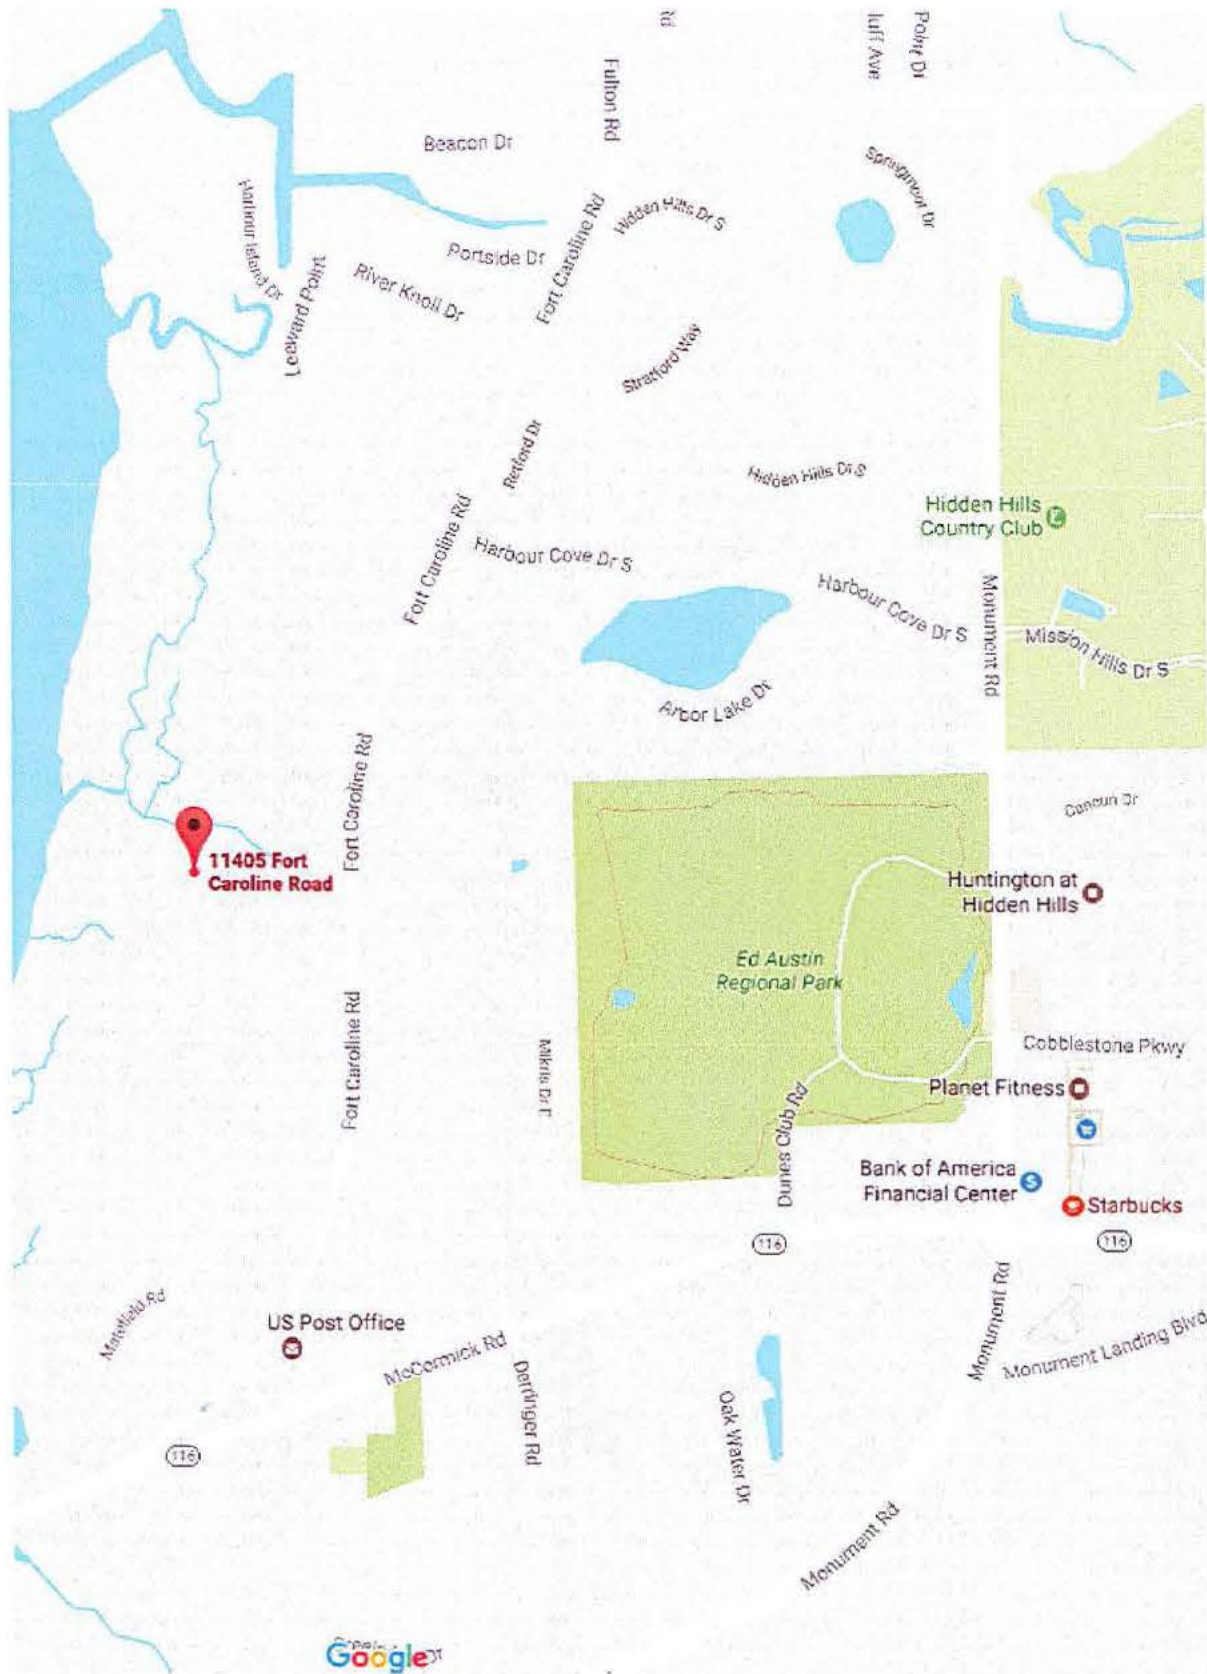 Fulton Rd
Point Dr
Beacon Dr
Springmoor Dr
Harbour Island Dr
Hidden Hills Dr S
Fort Caroline Rd
Portside Dr
River Knoll Dr
Leeward Point
Stratford Way
Retford Dr
Hidden Hills Dr S
Hidden Hills
Country Club
Fort Caroline Rd
Harbour Cove Dr S
Harbour Cove Dr S
Monument Rd
Mission Hills Dr S
Arbor Lake Dr
Fort Caroline Rd
Cancun Dr
11405 Fort
Caroline Road
Huntington at
Hidden Hills
Ed Austin
Regional Park
Fort Caroline Rd
Mikris Dr E
Cobblestone Pkwy
Planet Fitness
Dunes Club Rd
Bank of America
Financial Center
Starbucks
116
116
Monument Rd
US Post Office
McCormick Rd
Monument Landing Blvd
Derringer Rd
Oak Water Dr
116
Monument Rd
Google